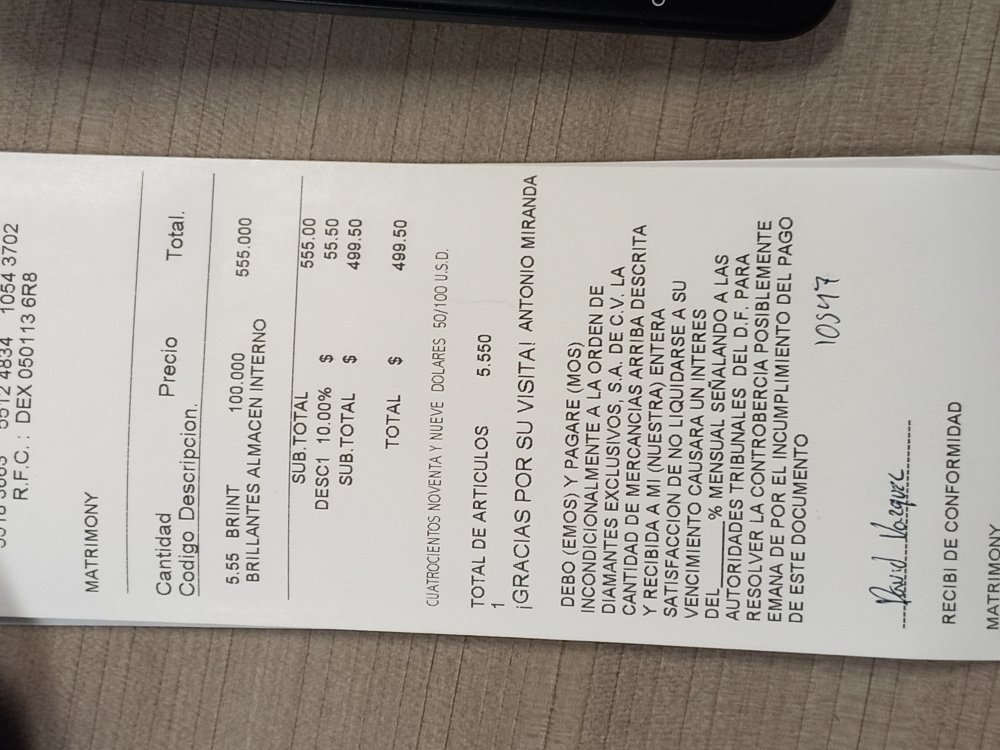 5512 4834 1054 3702
R.F.C. : DEX 050113 6R8
MATRIMONY
Cantidad Precio Total.
Codigo Descripcion.
5.55 BRIINT 100.000 555.000
BRILLANTES ALMACEN INTERNO
SUB.TOTAL 555.00
DESC1 10.00% $ 55.50
SUB.TOTAL $ 499.50
TOTAL $ 499.50
CUATROCIENTOS NOVENTA Y NUEVE DOLARES 50/100 U.S.D.
TOTAL DE ARTICULOS 5.550
1
¡GRACIAS POR SU VISITA! ANTONIO MIRANDA
DEBO (EMOS) Y PAGARE (MOS)
INCONDICIONALMENTE A LA ORDEN DE
DIAMANTES EXCLUSIVOS, S.A. DE C.V. LA
CANTIDAD DE MERCANCIAS ARRIBA DESCRITA
Y RECIBIDA A MI (NUESTRA) ENTERA
SATISFACCION DE NO LIQUIDARSE A SU
VENCIMIENTO CAUSARA UN INTERES
DEL______% MENSUAL SEÑALANDO A LAS
AUTORIDADES TRIBUNALES DEL D.F. PARA
RESOLVER LA CONTROBERCIA POSIBLEMENTE
EMANA DE POR EL INCUMPLIMIENTO DEL PAGO
DE ESTE DOCUMENTO
10547
RECIBI DE CONFORMIDAD
MATRIMONY